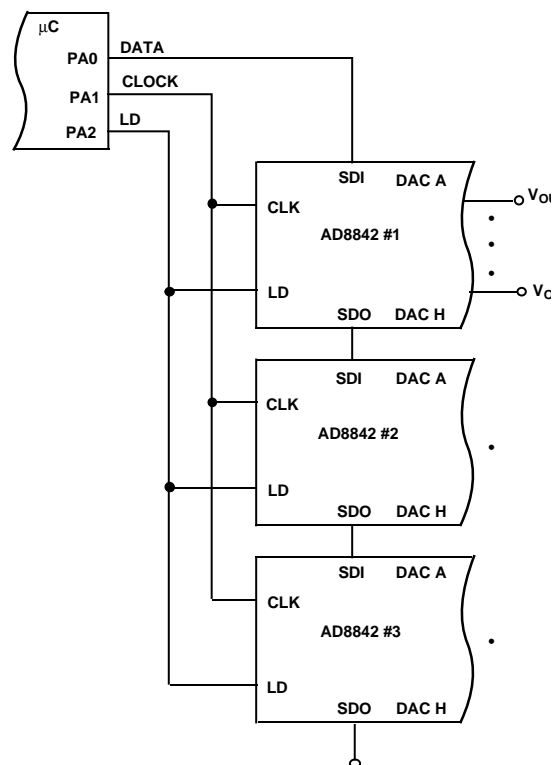 µC
PA0
DATA
PA1
CLOCK
PA2
LD
SDI
DAC A
CLK
AD8842 #1
LD
SDO
DAC H
SDI
DAC A
CLK
AD8842 #2
LD
SDO
DAC H
SDI
DAC A
CLK
AD8842 #3
LD
SDO
DAC H